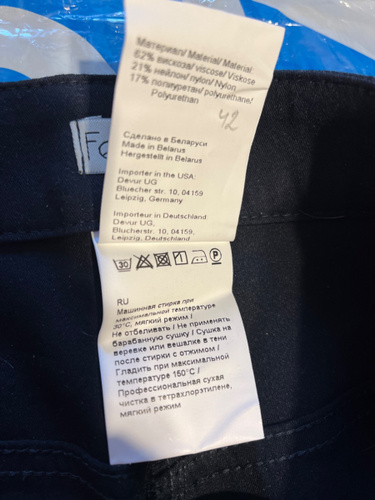 Материал/ Material/ Material
62% вискоза/ viscose/ Viskose
21% нейлон/ nylon/ Nylon
17% полиуретан/ polyurethane/
Polyurethan
42
Сделано в Беларуси
Made in Belarus
Hergestellt in Belarus
Importer in the USA:
Devur UG
Bluecher str. 10, 04159
Leipzig, Germany
Importeur in Deutschland
Devur UG,
Blucherstr. 10, 04159
Leipzig, Deutschland
30
P
RU
Машинная стирка при
максимальной температуре
30°C, мягкий режим /
Не отбеливать / Не применять
барабанную сушку / Сушка на
веревке или вешалке в тени
после стирки с отжимом /
Гладить при максимальной
температуре 150°C /
Профессиональная сухая
чистка в тетрахлорэтилене,
мягкий режим